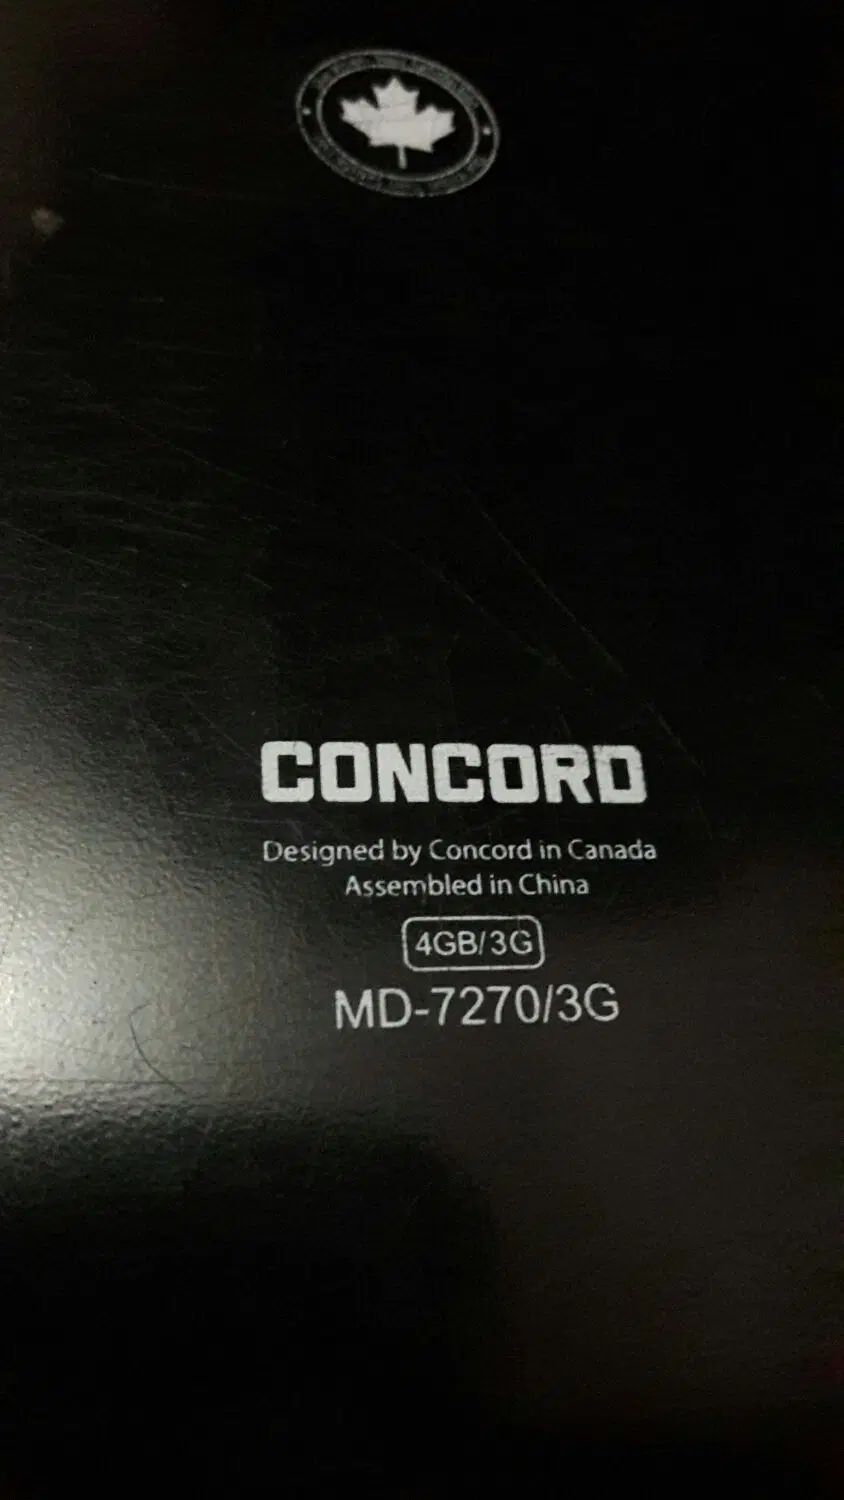 CONCORD
Designed by Concord in Canada
Assembled in China
4GB/3G
MD-7270/3G